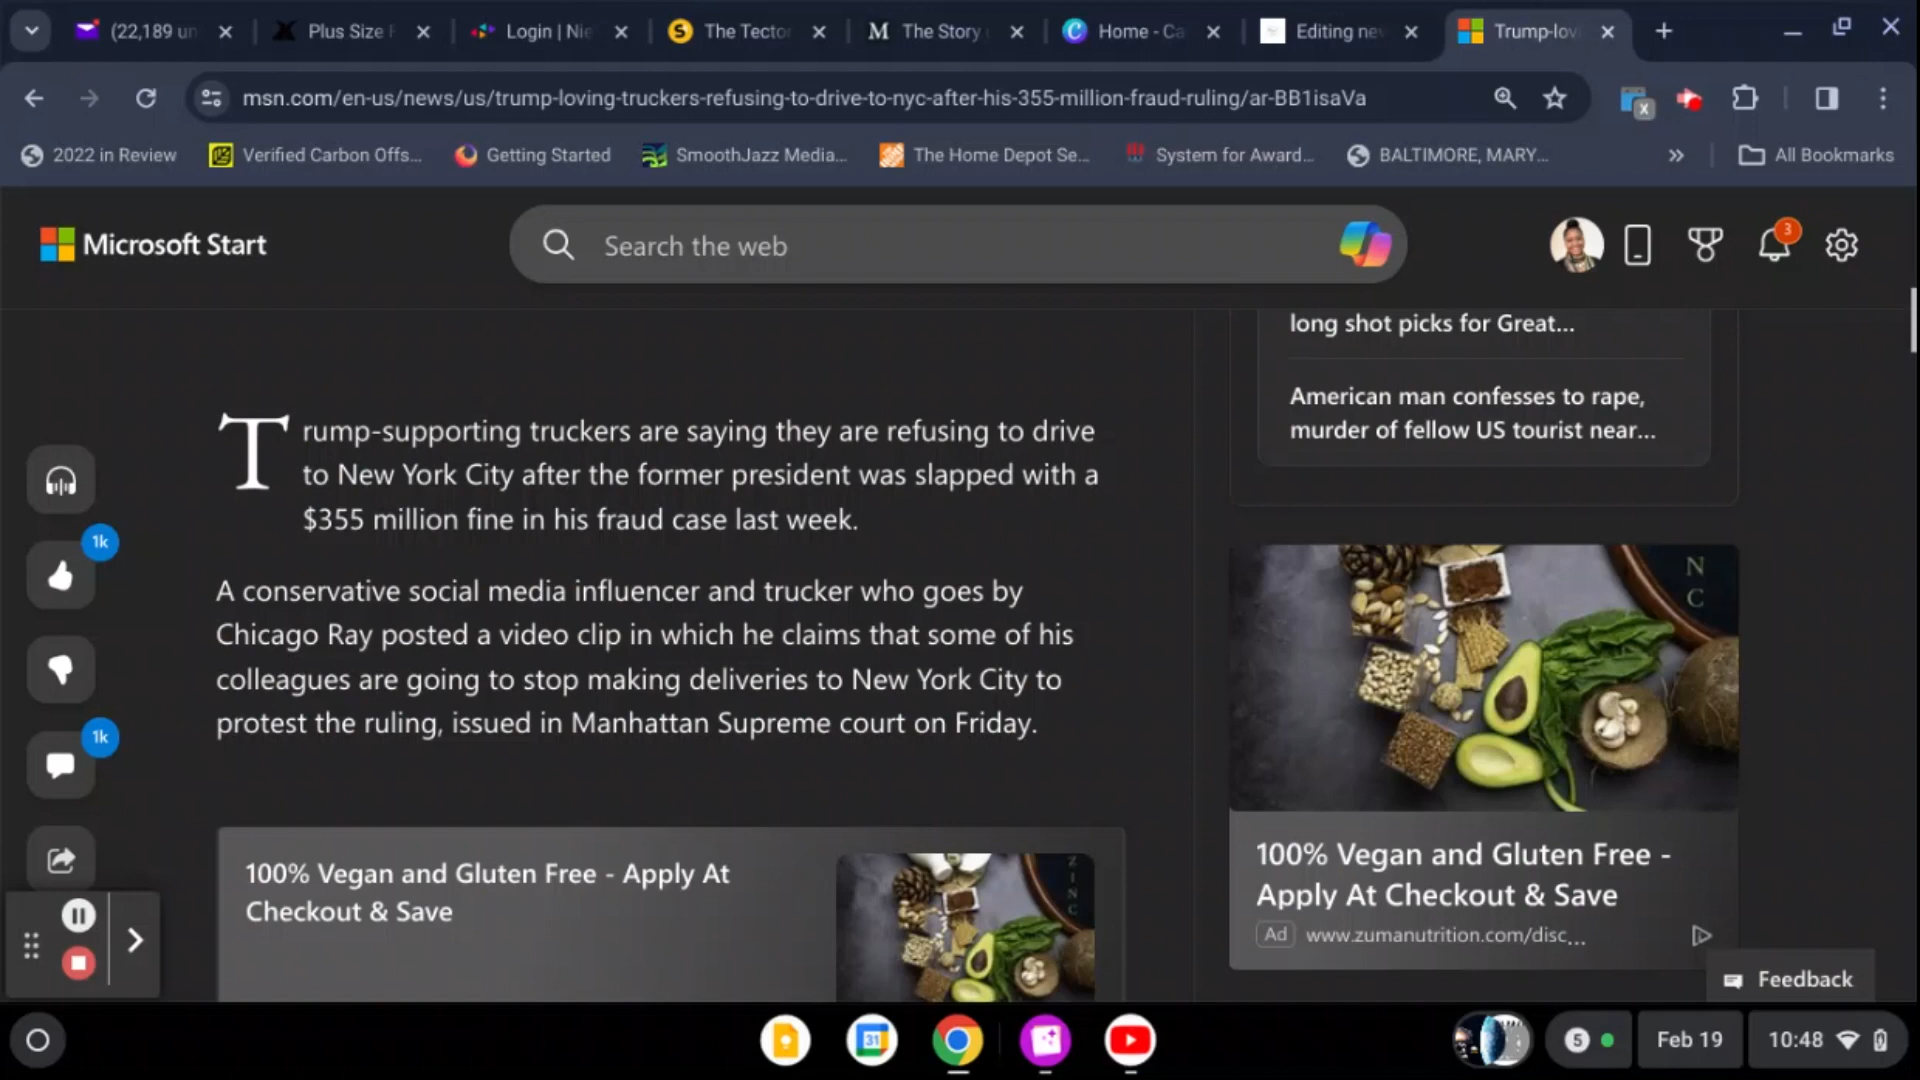 (22,189 un
Plus Size F
Login | Nie
The Tecto
The Story
Home - Ca
Editing ne
Trump-lov
msn.com/en-us/news/us/trump-loving-truckers-refusing-to-drive-to-nyc-after-his-355-million-fraud-ruling/ar-BB1isaVa
2022 in Review
Verified Carbon Offs...
Getting Started
SmoothJazz Media...
The Home Depot Se...
System for Award...
BALTIMORE, MARY...
All Bookmarks
Microsoft Start
Search the web
3
long shot picks for Great...
American man confesses to rape,
murder of fellow US tourist near...
Trump-supporting truckers are saying they are refusing to drive
to New York City after the former president was slapped with a
$355 million fine in his fraud case last week.
1k
A conservative social media influencer and trucker who goes by
Chicago Ray posted a video clip in which he claims that some of his
colleagues are going to stop making deliveries to New York City to
protest the ruling, issued in Manhattan Supreme court on Friday.
1k
N
C
100% Vegan and Gluten Free - Apply At
Checkout & Save
Z
I
N
C
100% Vegan and Gluten Free -
Apply At Checkout & Save
Ad www.zumanutrition.com/disc...
Feedback
31
5
Feb 19
10:48